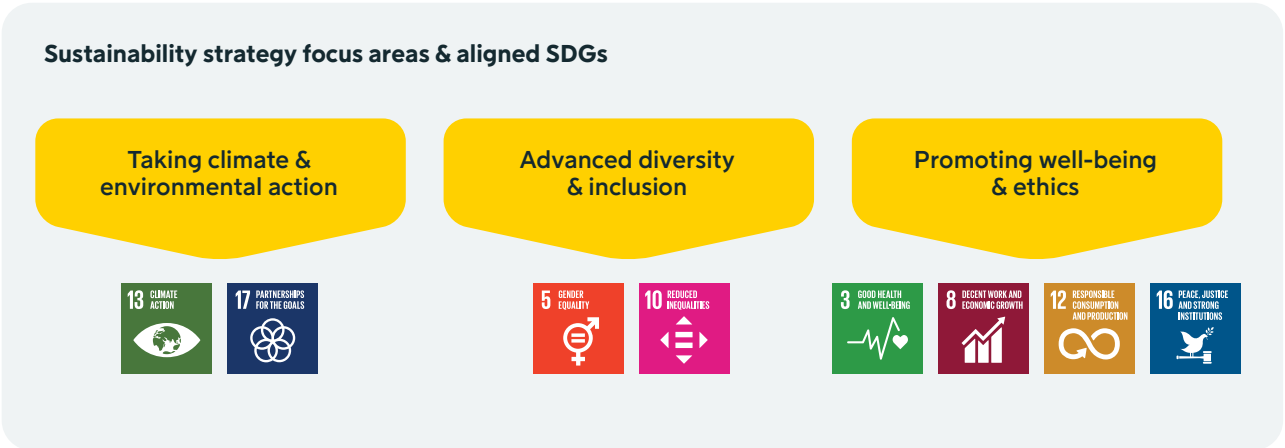 Sustainability strategy focus areas & aligned SDGs
Taking climate &
environmental action
Advanced diversity
& inclusion
Promoting well-being
& ethics
13 CLIMATE
ACTION
17 PARTNERSHIPS
FOR THE GOALS
5 GENDER
EQUALITY
10 REDUCED
INEQUALITIES
3 GOOD HEALTH
AND WELL-BEING
8 DECENT WORK AND
ECONOMIC GROWTH
12 RESPONSIBLE
CONSUMPTION
AND PRODUCTION
16 PEACE, JUSTICE
AND STRONG
INSTITUTIONS